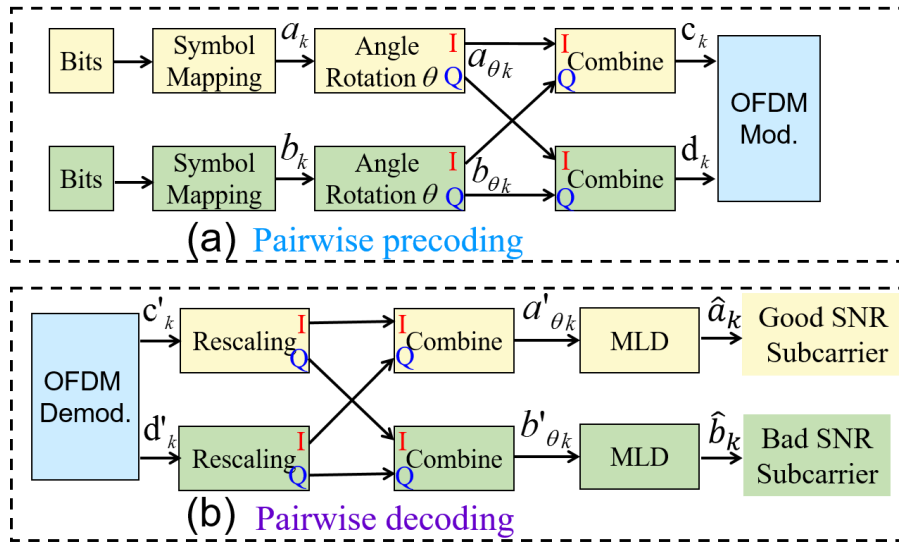 Bits
Symbol
Mapping
a_k
Angle
Rotation θ
I
Q
a_θk
I
Q
Combine
c_k
OFDM
Mod.
Bits
Symbol
Mapping
b_k
Angle
Rotation θ
I
Q
b_θk
I
Q
Combine
d_k
(a) Pairwise precoding
OFDM
Demod.
c'_k
Rescaling
I
Q
I
Q
Combine
a'_θk
MLD
â_k
Good SNR
Subcarrier
d'_k
Rescaling
I
Q
I
Q
Combine
b'_θk
MLD
b̂_k
Bad SNR
Subcarrier
(b) Pairwise decoding